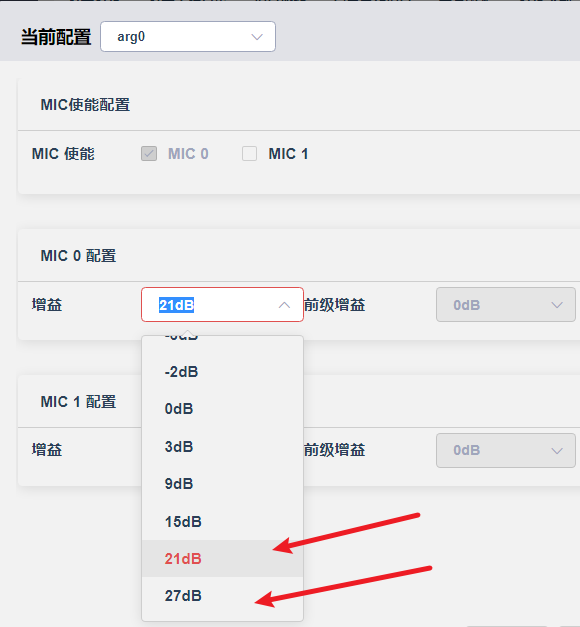 当前配置 arg0
MIC使能配置
MIC 使能 MIC 0 MIC 1
MIC 0 配置
增益 21dB 前级增益 0dB
-2dB
0dB
3dB
9dB
15dB
21dB
27dB
MIC 1 配置
增益 前级增益 0dB